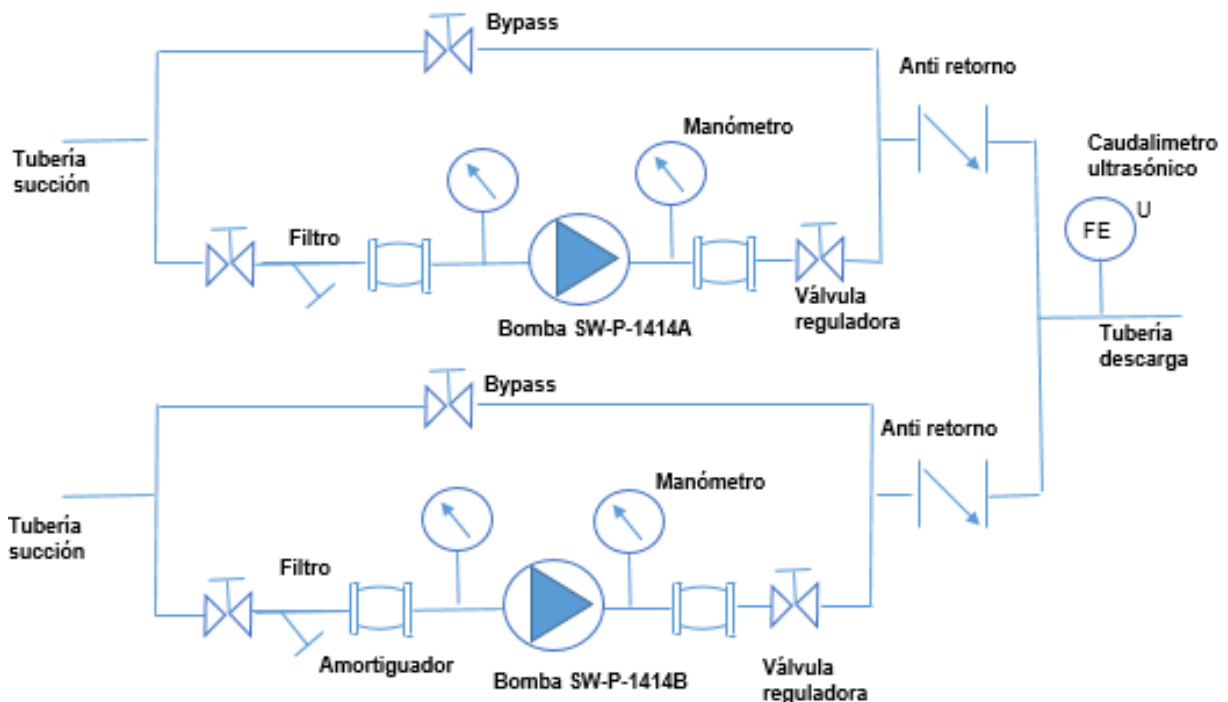 Bypass
Anti retorno
Manómetro
Caudalimetro
ultrasónico
Tubería
succión
U
FE
Filtro
Válvula
reguladora
Bomba SW-P-1414A
Tubería
descarga
Bypass
Anti retorno
Manómetro
Tubería
succión
Filtro
Amortiguador
Válvula
reguladora
Bomba SW-P-1414B